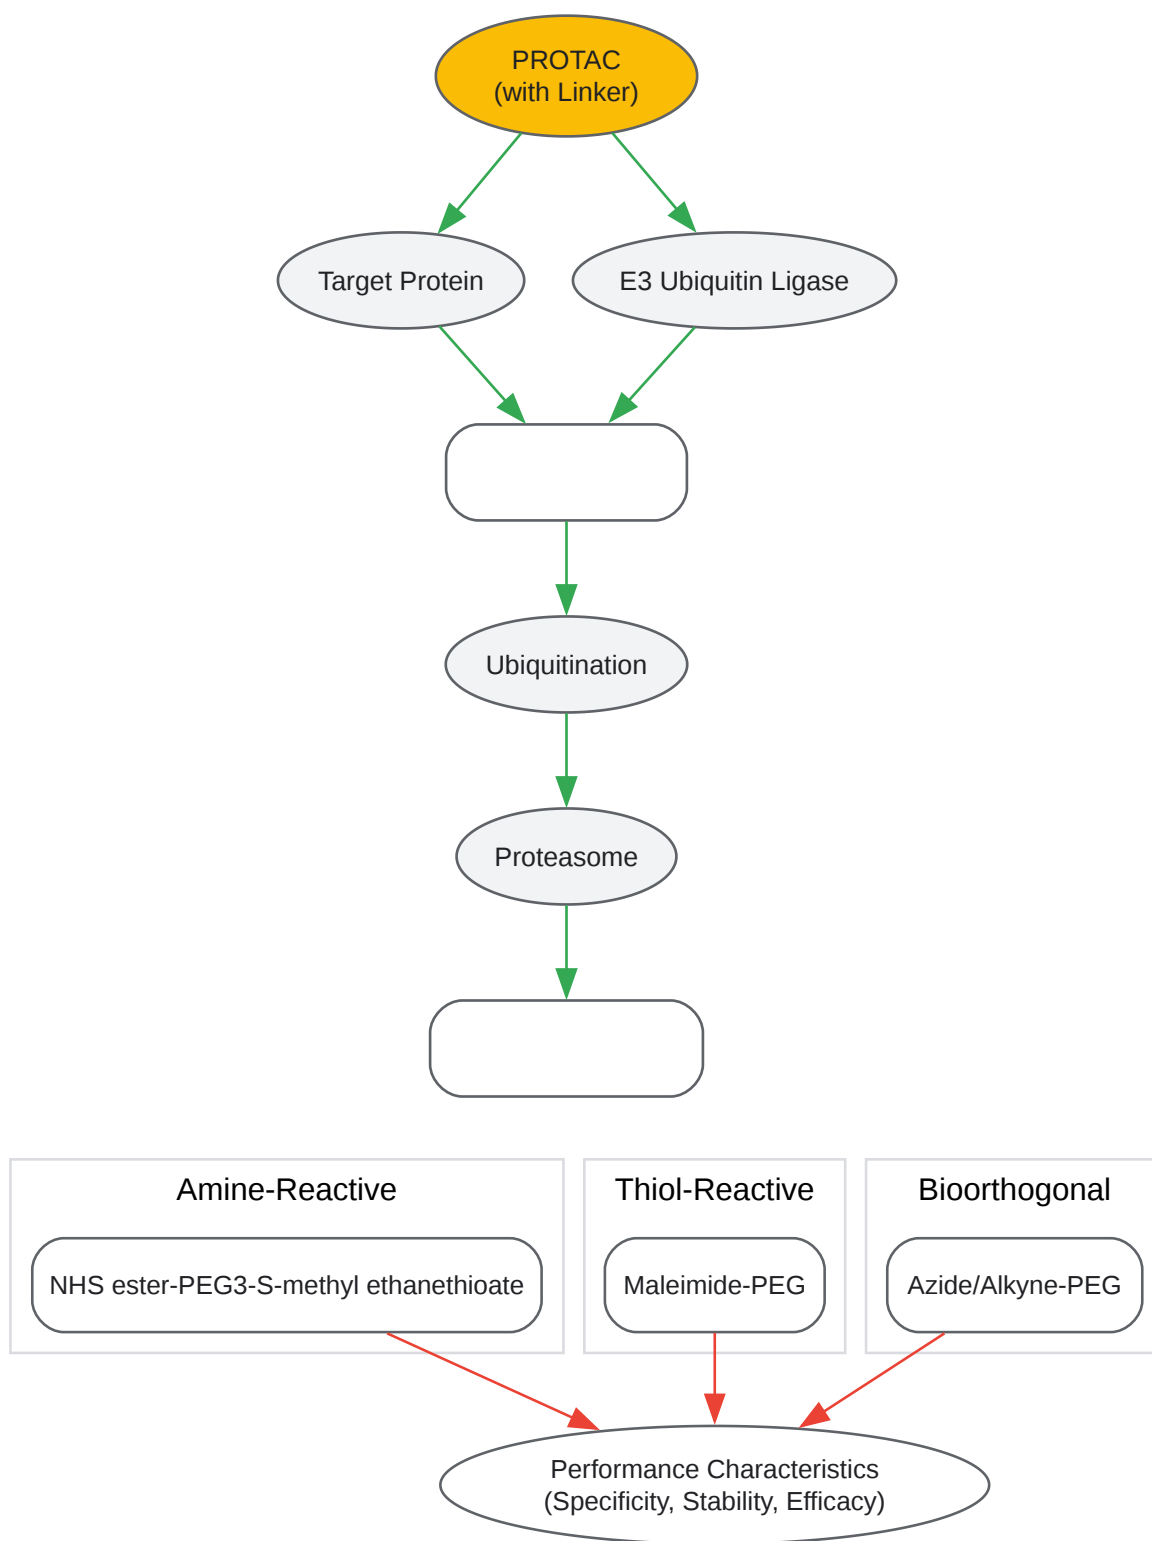 PROTAC
(with Linker)
Target Protein
E3 Ubiquitin Ligase
Ubiquitination
Proteasome
Amine-Reactive
Thiol-Reactive
Bioorthogonal
NHS ester-PEG3-S-methyl ethanethioate
Maleimide-PEG
Azide/Alkyne-PEG
Performance Characteristics
(Specificity, Stability, Efficacy)